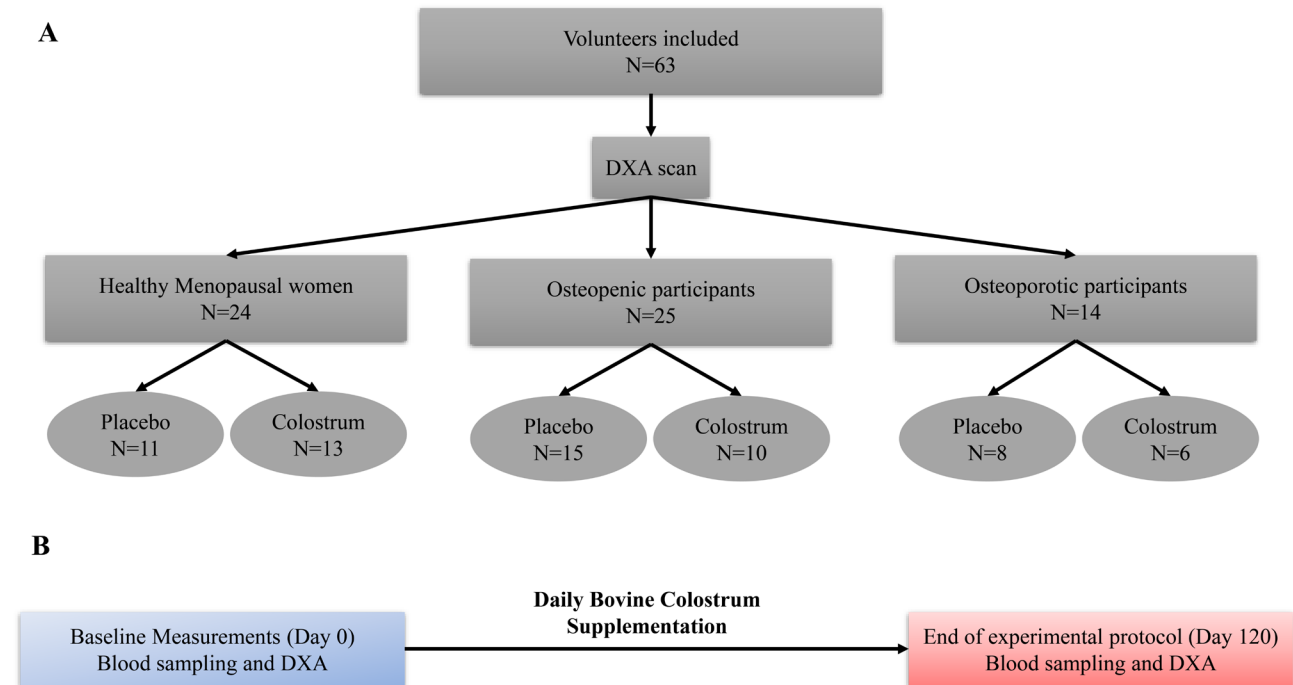 A
Volunteers included
N=63
DXA scan
Healthy Menopausal women
N=24
Osteopenic participants
N=25
Osteoporotic participants
N=14
Placebo
N=11
Colostrum
N=13
Placebo
N=15
Colostrum
N=10
Placebo
N=8
Colostrum
N=6
B
Baseline Measurements (Day 0)
Blood sampling and DXA
Daily Bovine Colostrum
Supplementation
End of experimental protocol (Day 120)
Blood sampling and DXA